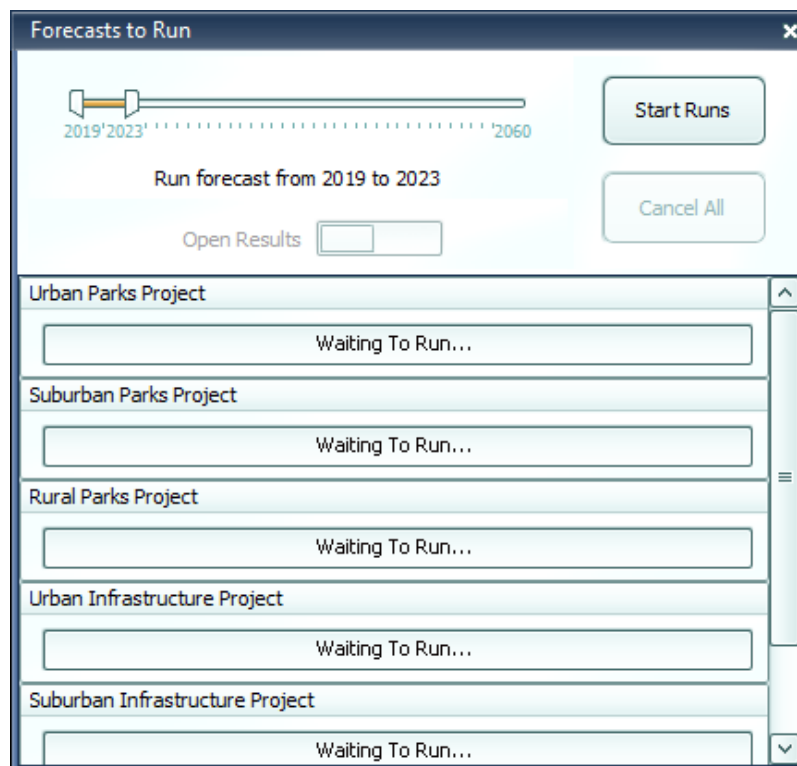 Forecasts to Run
2019 2023 2060
Start Runs
Run forecast from 2019 to 2023
Cancel All
Open Results
Urban Parks Project
Waiting To Run...
Suburban Parks Project
Waiting To Run...
Rural Parks Project
Waiting To Run...
Urban Infrastructure Project
Waiting To Run...
Suburban Infrastructure Project
Waiting To Run...